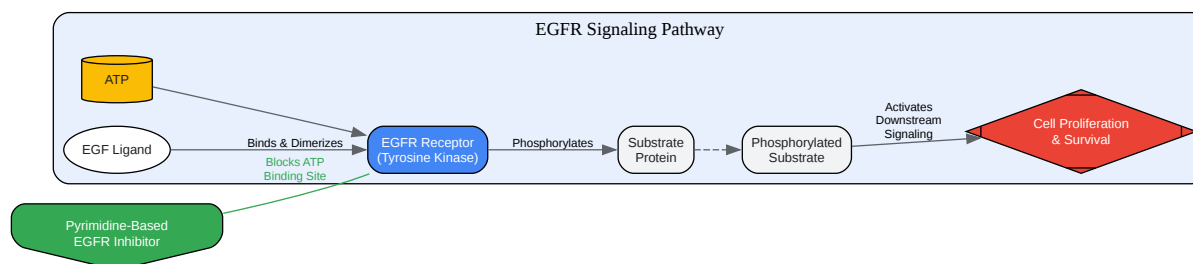 EGFR Signaling Pathway
ATP
EGF Ligand
Binds & Dimerizes
Blocks ATP
Binding Site
EGFR Receptor
(Tyrosine Kinase)
Phosphorylates
Substrate
Protein
Phosphorylated
Substrate
Activates
Downstream
Signaling
Cell Proliferation
& Survival
Pyrimidine-Based
EGFR Inhibitor